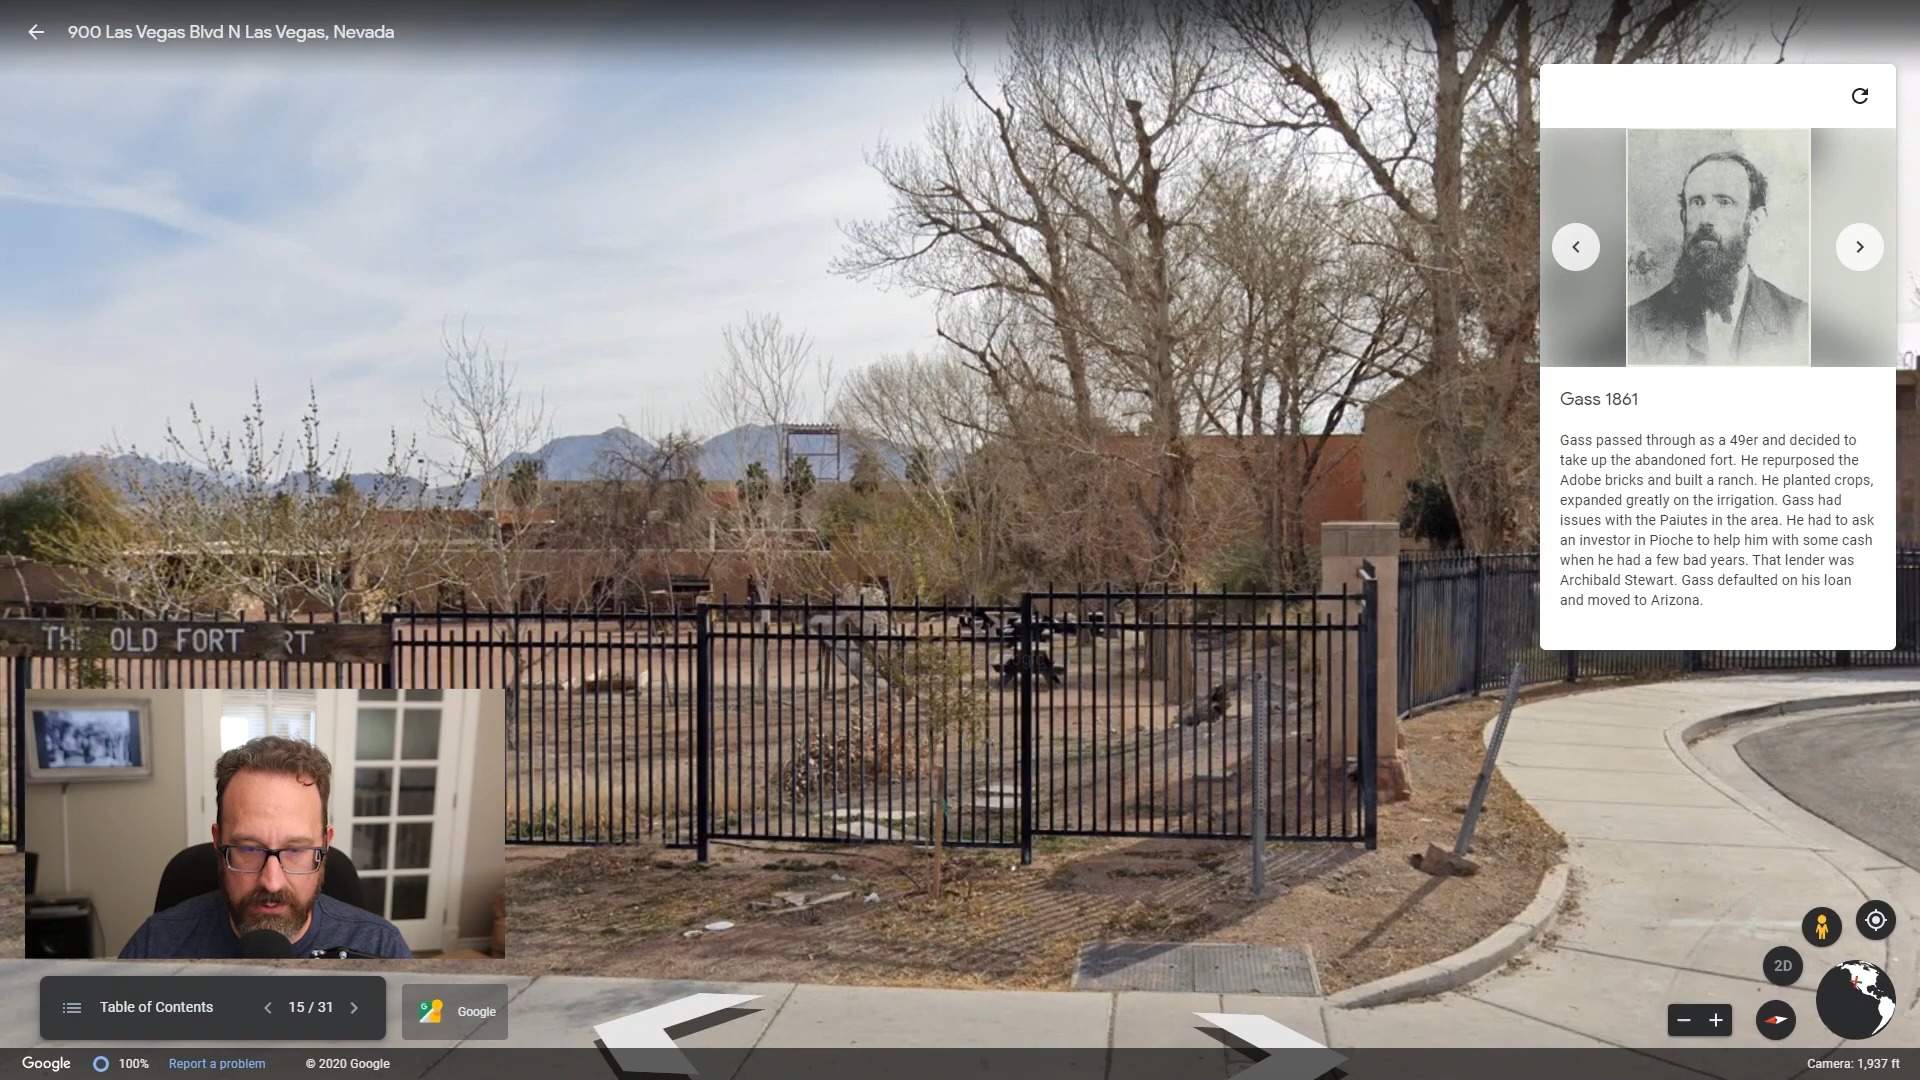 900 Las Vegas Blvd N Las Vegas, Nevada
Gass 1861
Gass passed through as a 49er and decided to
take up the abandoned fort. He repurposed the
Adobe bricks and built a ranch. He planted crops,
expanded greatly on the irrigation. Gass had
issues with the Paiutes in the area. He had to ask
an investor in Pioche to help him with some cash
when he had a few bad years. That lender was
Archibald Stewart. Gass defaulted on his loan
and moved to Arizona.
THE OLD FORT RT
2D
Table of Contents
15 / 31
Google
Google
100%
Report a problem
© 2020 Google
Camera: 1,937 ft